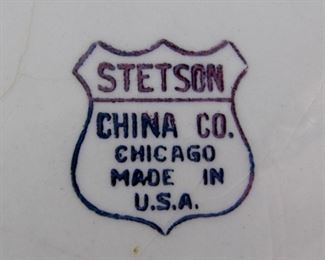 STETSON
CHINA CO.
CHICAGO
MADE IN
U.S.A.